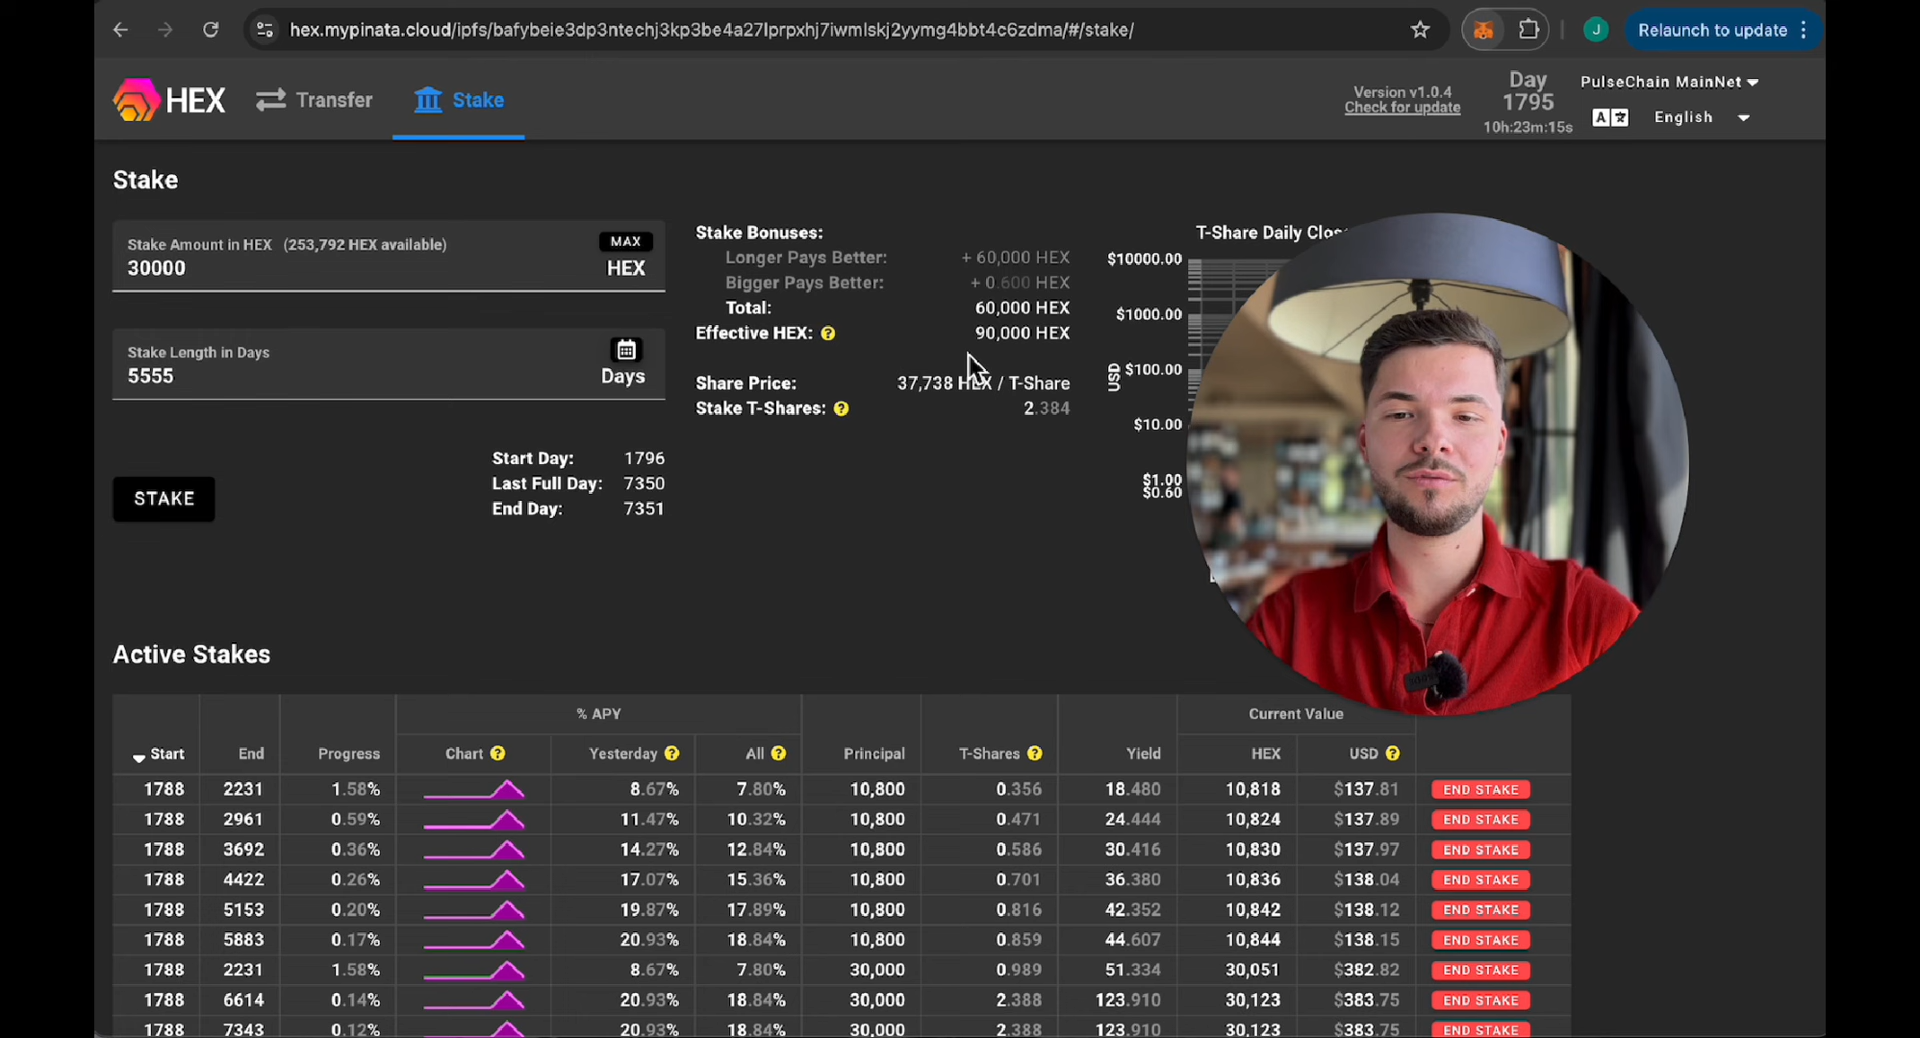 hex.mypinata.cloud/ipfs/bafybeie3dp3ntechj3kp3be4a27lprpxhj7iwmlskj2yymg4bbt4c6zdma/#/stake/
J
Relaunch to update
HEX
Transfer
Stake
Version v1.0.4
Check for update
Day
1795
10h:23m:15s
PulseChain MainNet
English
Stake
Stake Amount in HEX (253,792 HEX available)
MAX
30000
HEX
Stake Length in Days
5555
Days
STAKE
Start Day: 1796
Last Full Day: 7350
End Day: 7351
Stake Bonuses:
Longer Pays Better: + 60,000 HEX
Bigger Pays Better: + 0.600 HEX
Total: 60,000 HEX
Effective HEX: ? 90,000 HEX
Share Price: 37,738 HEX / T-Share
Stake T-Shares: ? 2.384
T-Share Daily Clos
$10000.00
$1000.00
$100.00
$10.00
$1.00
$0.60
USD
Active Stakes
% APY
Current Value
Start End Progress Chart ? Yesterday ? All ? Principal T-Shares ? Yield HEX USD ?
1788 2231 1.58% 8.67% 7.80% 10,800 0.356 18.480 10,818 $137.81 END STAKE
1788 2961 0.59% 11.47% 10.32% 10,800 0.471 24.444 10,824 $137.89 END STAKE
1788 3692 0.36% 14.27% 12.84% 10,800 0.586 30.416 10,830 $137.97 END STAKE
1788 4422 0.26% 17.07% 15.36% 10,800 0.701 36.380 10,836 $138.04 END STAKE
1788 5153 0.20% 19.87% 17.89% 10,800 0.816 42.352 10,842 $138.12 END STAKE
1788 5883 0.17% 20.93% 18.84% 10,800 0.859 44.607 10,844 $138.15 END STAKE
1788 2231 1.58% 8.67% 7.80% 30,000 0.989 51.334 30,051 $382.82 END STAKE
1788 6614 0.14% 20.93% 18.84% 30,000 2.388 123.910 30,123 $383.75 END STAKE
1788 7343 0.12% 20.93% 18.84% 30,000 2.388 123.910 30,123 $383.75 END STAKE